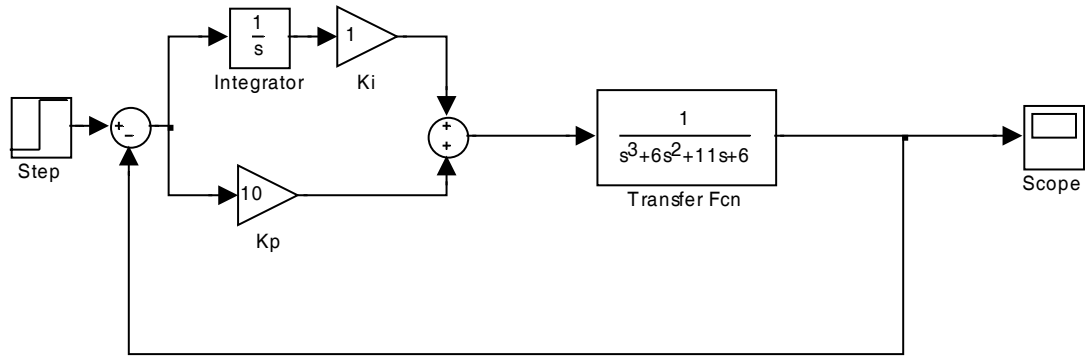 1
s
Integrator
1
Ki
Step
+
−
10
Kp
+
+
1
s³+6s²+11s+6
Transfer Fcn
Scope